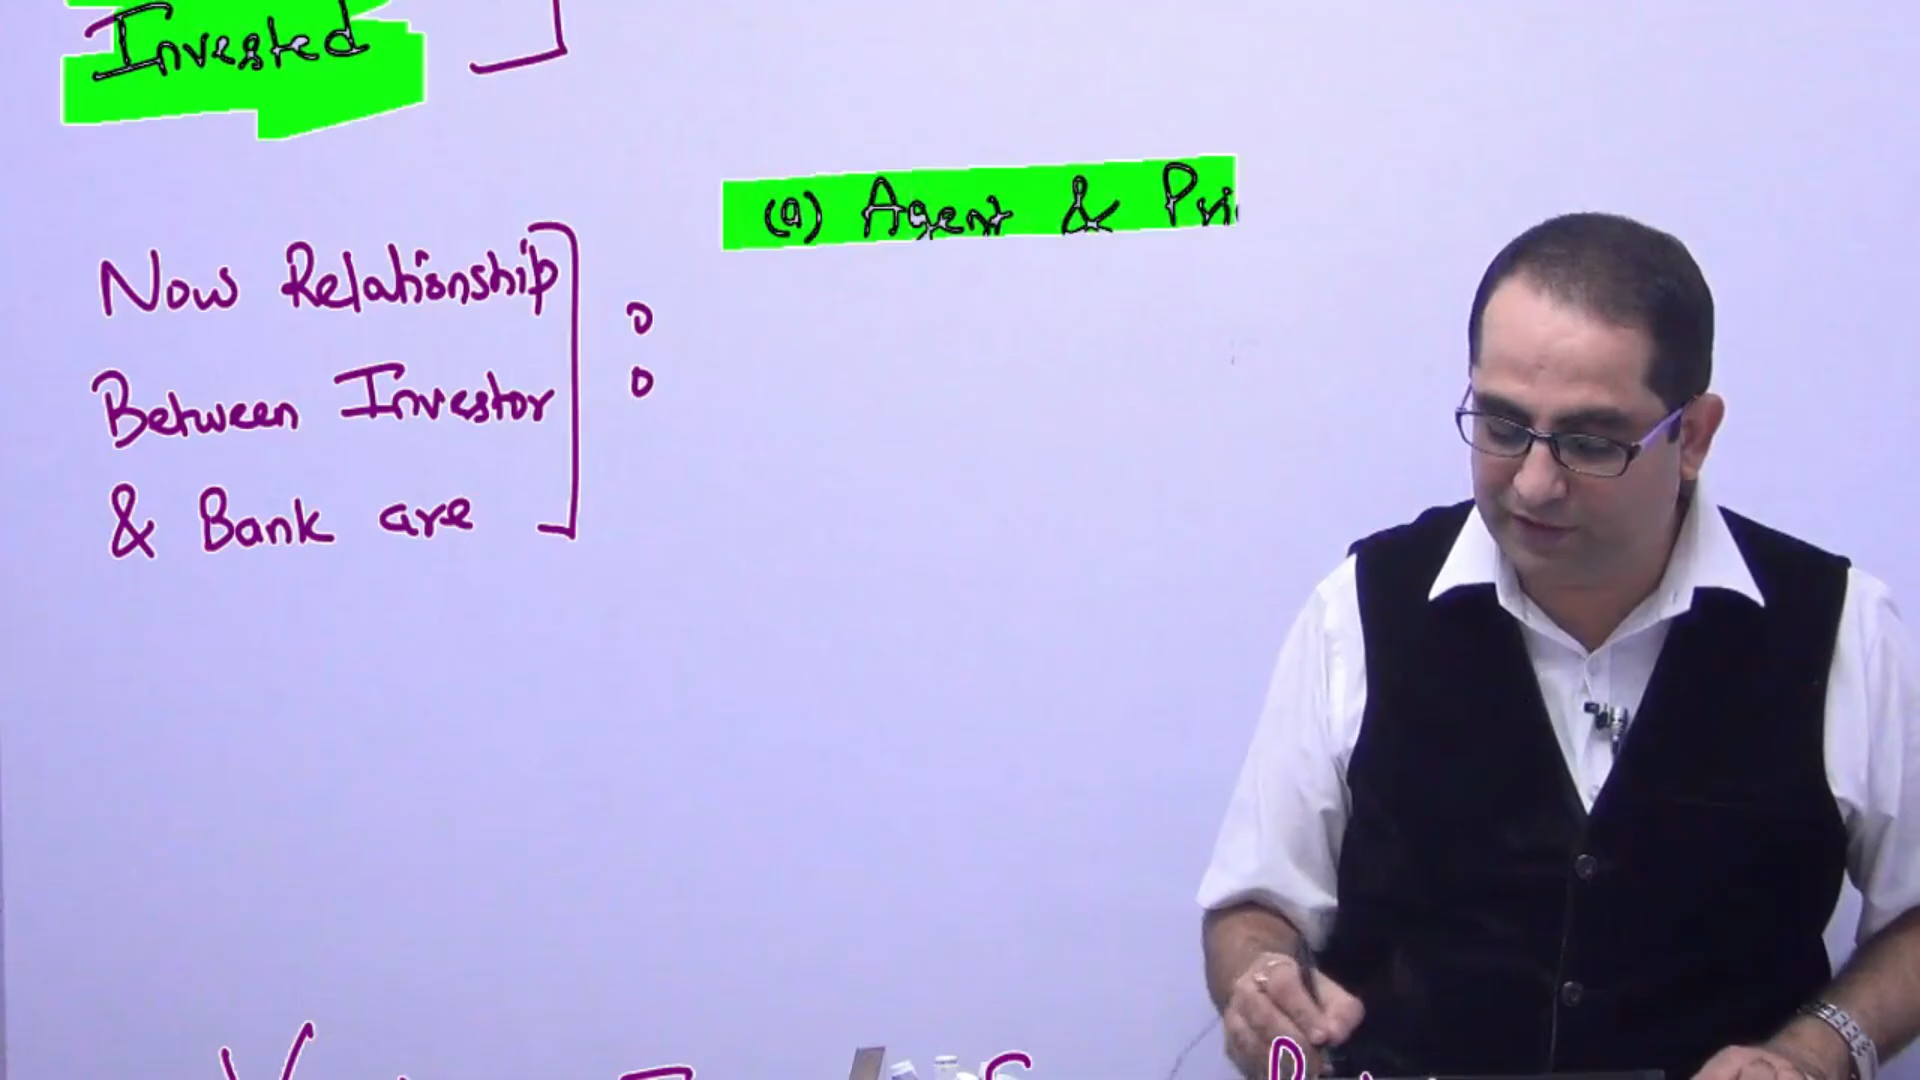 Invested
(a) Agent & Pri
Now Relationship
Between Investor
& Bank are